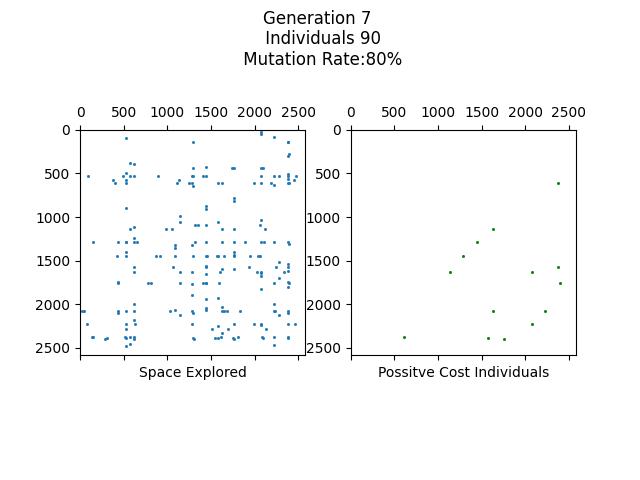 Generation 7
Individuals 90
Mutation Rate:80%
0 500 1000 1500 2000 2500
0 500 1000 1500 2000 2500
0
500
1000
1500
2000
2500
0
500
1000
1500
2000
2500
Space Explored
Possitve Cost Individuals